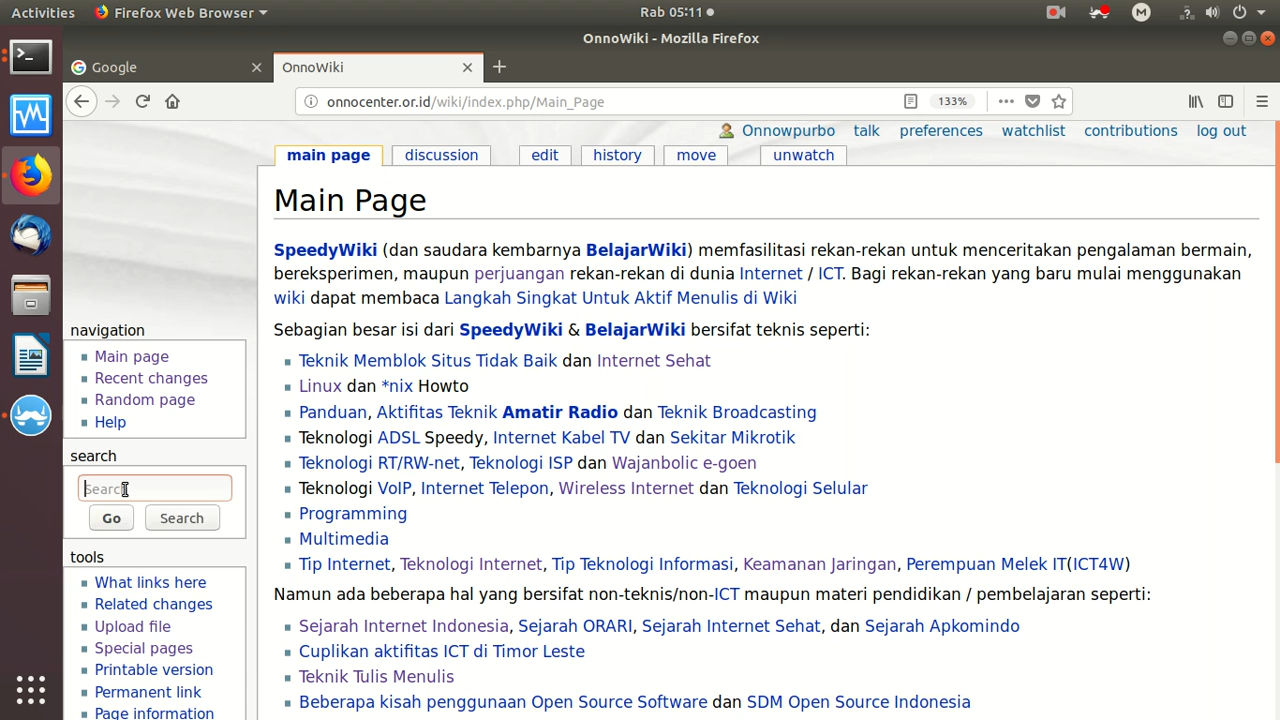 Activities
Firefox Web Browser
Rab 05:11
M
OnnoWiki - Mozilla Firefox
Google
OnnoWiki
onnocenter.or.id/wiki/index.php/Main_Page
133%
Onnowpurbo talk preferences watchlist contributions log out
main page discussion edit history move unwatch
Main Page
SpeedyWiki (dan saudara kembarnya BelajarWiki) memfasilitasi rekan-rekan untuk menceritakan pengalaman bermain,
bereksperimen, maupun perjuangan rekan-rekan di dunia Internet / ICT. Bagi rekan-rekan yang baru mulai menggunakan
wiki dapat membaca Langkah Singkat Untuk Aktif Menulis di Wiki
Sebagian besar isi dari SpeedyWiki & BelajarWiki bersifat teknis seperti:
Teknik Memblok Situs Tidak Baik dan Internet Sehat
Linux dan *nix Howto
Panduan, Aktifitas Teknik Amatir Radio dan Teknik Broadcasting
Teknologi ADSL Speedy, Internet Kabel TV dan Sekitar Mikrotik
Teknologi RT/RW-net, Teknologi ISP dan Wajanbolic e-goen
Teknologi VoIP, Internet Telepon, Wireless Internet dan Teknologi Selular
Programming
Multimedia
Tip Internet, Teknologi Internet, Tip Teknologi Informasi, Keamanan Jaringan, Perempuan Melek IT(ICT4W)
Namun ada beberapa hal yang bersifat non-teknis/non-ICT maupun materi pendidikan / pembelajaran seperti:
Sejarah Internet Indonesia, Sejarah ORARI, Sejarah Internet Sehat, dan Sejarah Apkomindo
Cuplikan aktifitas ICT di Timor Leste
Teknik Tulis Menulis
Beberapa kisah penggunaan Open Source Software dan SDM Open Source Indonesia
navigation
Main page
Recent changes
Random page
Help
search
Search
Go Search
tools
What links here
Related changes
Upload file
Special pages
Printable version
Permanent link
Page information